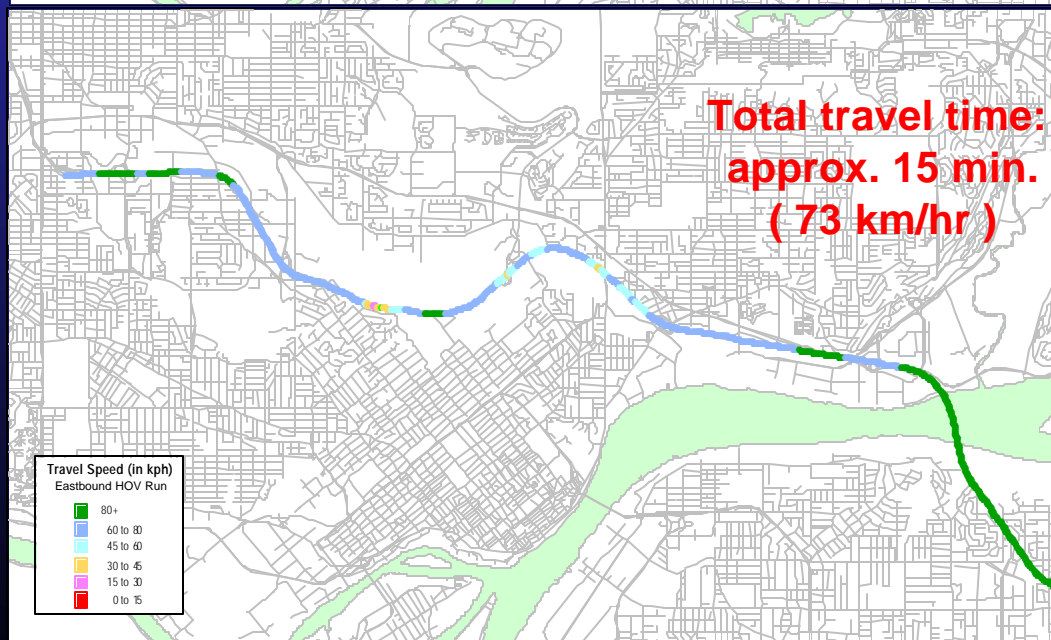 Total travel time:
approx. 15 min.
( 73 km/hr )
Travel Speed (in kph)
Eastbound HOV Run
80+
60 to 80
45 to 60
30 to 45
15 to 30
0 to 15